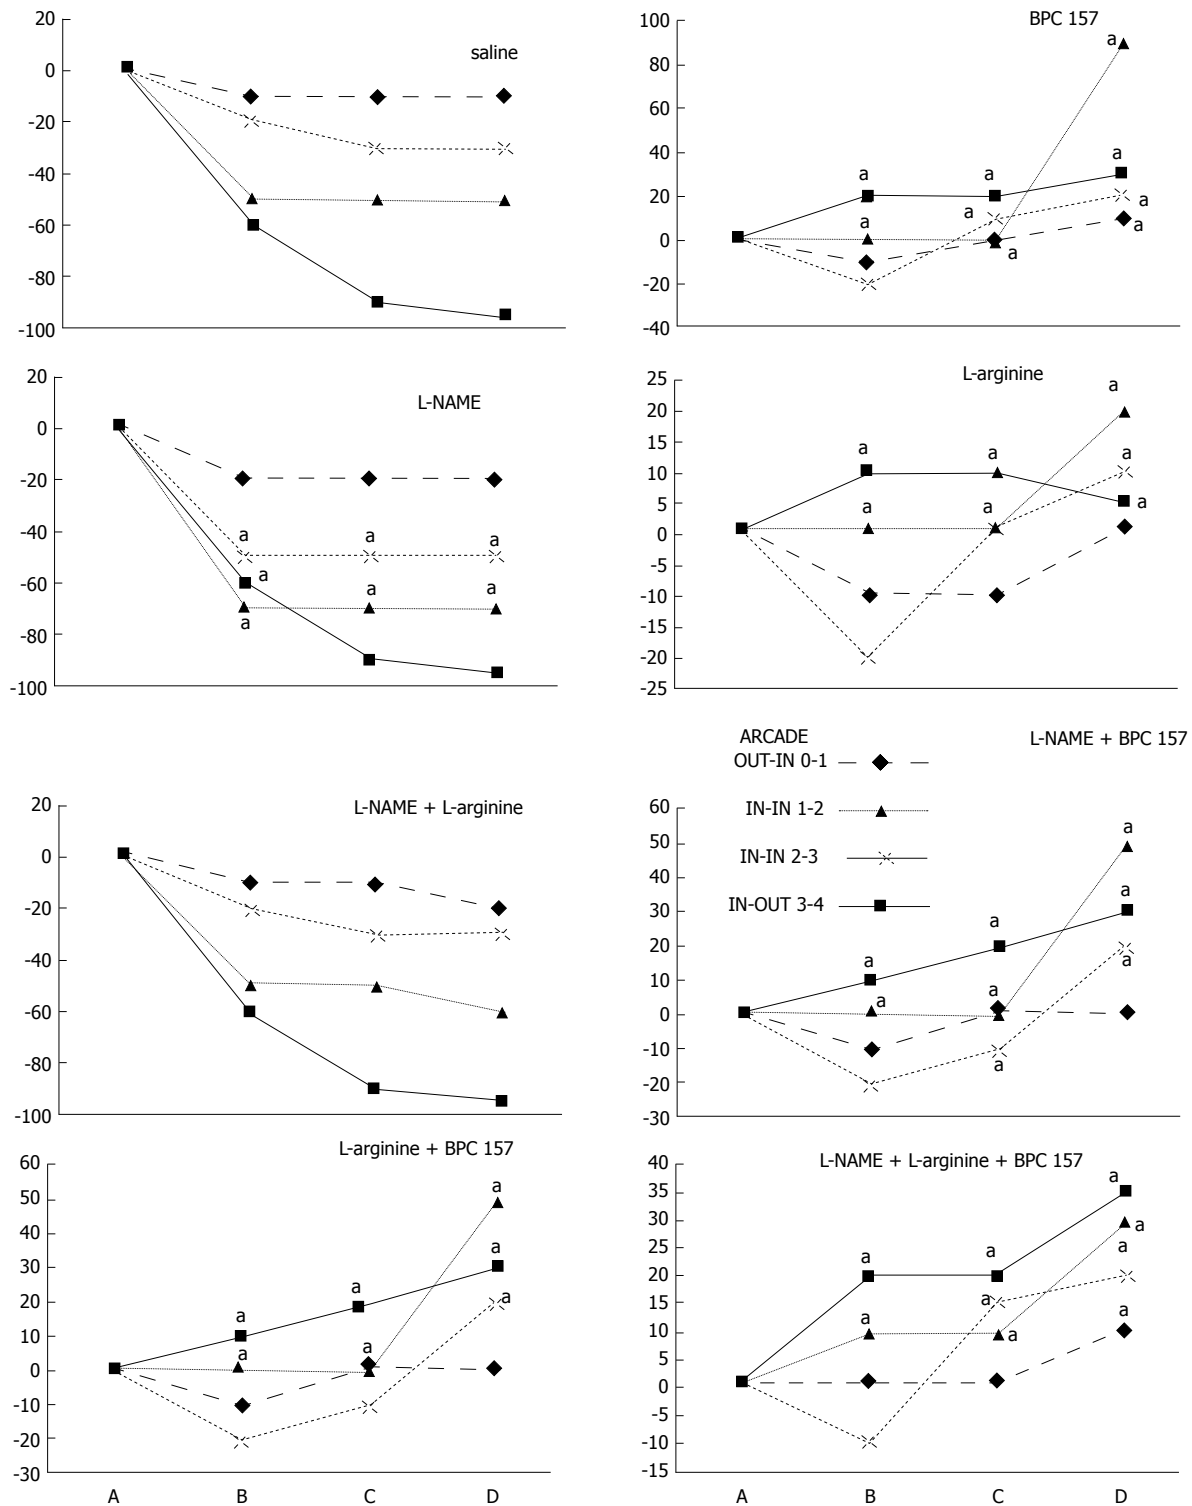 20
0
-20
-40
-60
-80
-100
saline
a
a
a
a
a
a
a
a
a
a
100
80
60
40
20
0
-20
-40
BPC 157
20
0
-20
-40
-60
-80
-100
L-NAME
a
a
a
a
a
a
a
25
20
15
10
5
0
-5
-10
-15
-20
-25
L-arginine
a
a
a
a
a
a
a
ARCADE
OUT-IN 0-1
IN-IN 1-2
IN-IN 2-3
IN-OUT 3-4
20
0
-20
-40
-60
-80
-100
L-NAME + L-arginine
60
50
40
30
20
10
0
-10
-20
-30
L-NAME + BPC 157
a
a
a
a
a
a
a
a
60
50
40
30
20
10
0
-10
-20
-30
L-arginine + BPC 157
a
a
a
a
a
a
a
A
B
C
D
40
35
30
25
20
15
10
5
0
-5
-10
-15
L-NAME + L-arginine + BPC 157
a
a
a
a
a
a
a
a
a
A
B
C
D